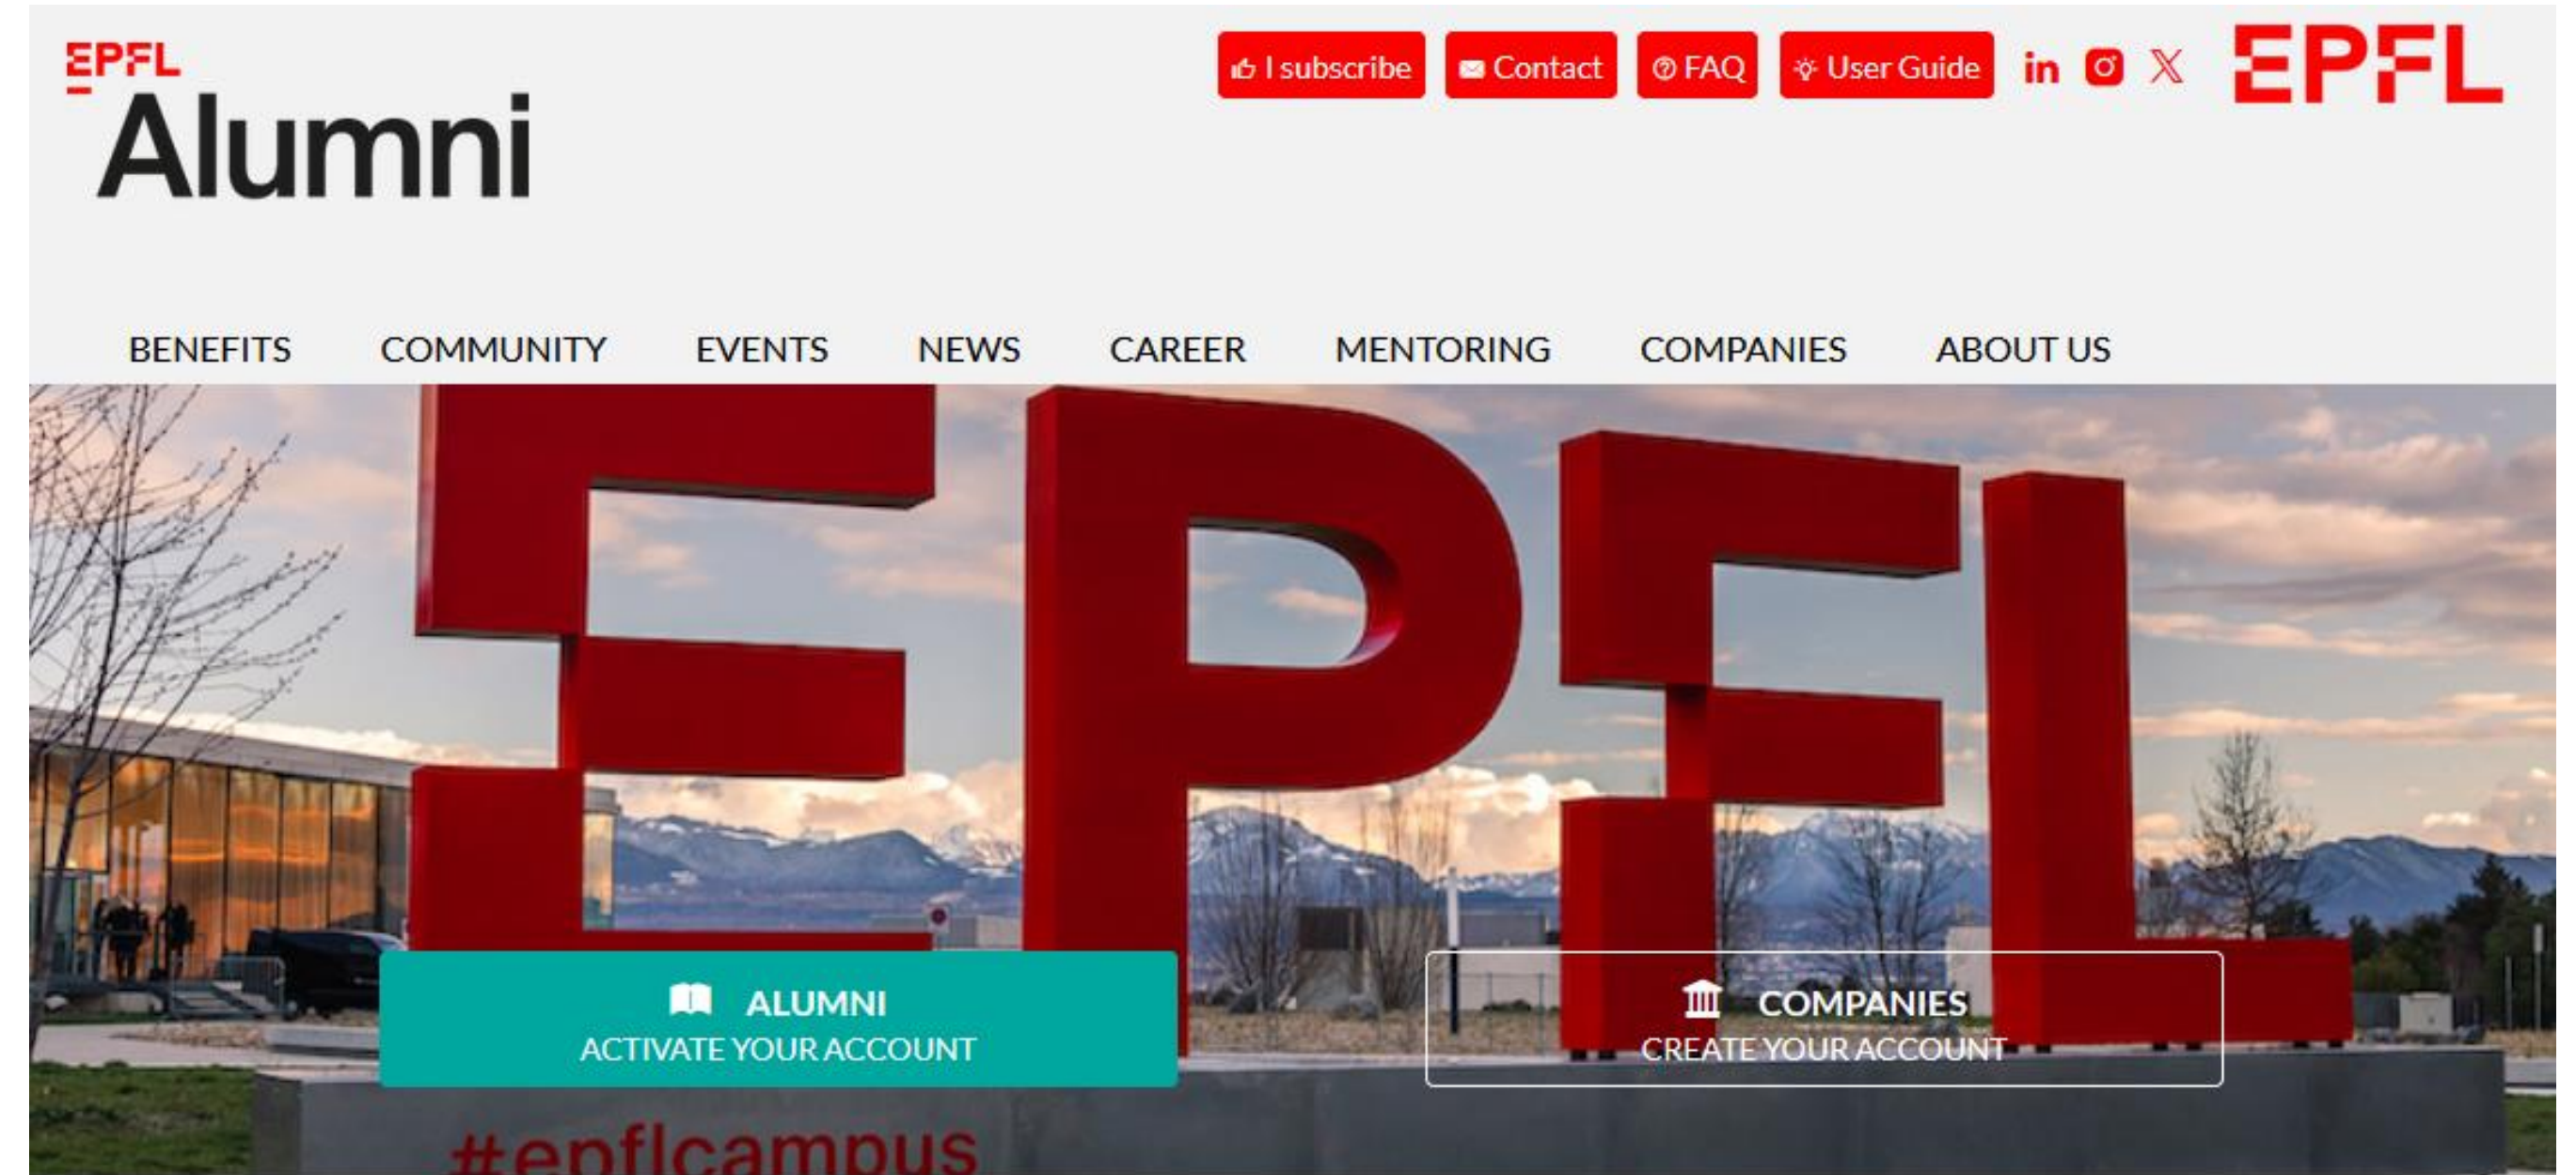 EPFL
Alumni
I subscribe
Contact
FAQ
User Guide
in
EPFL
BENEFITS
COMMUNITY
EVENTS
NEWS
CAREER
MENTORING
COMPANIES
ABOUT US
EPFL
ALUMNI
ACTIVATE YOUR ACCOUNT
COMPANIES
CREATE YOUR ACCOUNT
#epflcampus